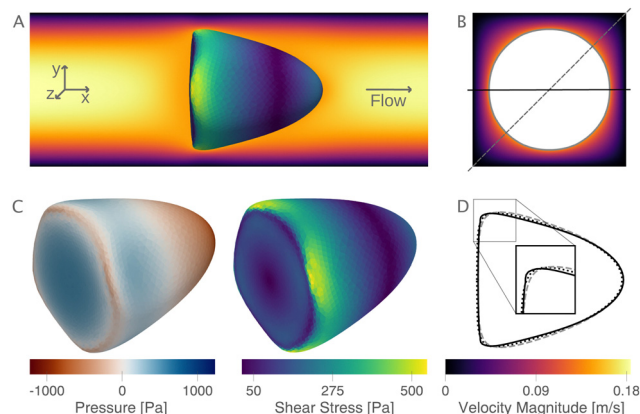 A
B
y
z
x
Flow
C
D
-1000 0 1000
Pressure [Pa]
50 275 500
Shear Stress [Pa]
0 0.09 0.18
Velocity Magnitude [m/s]